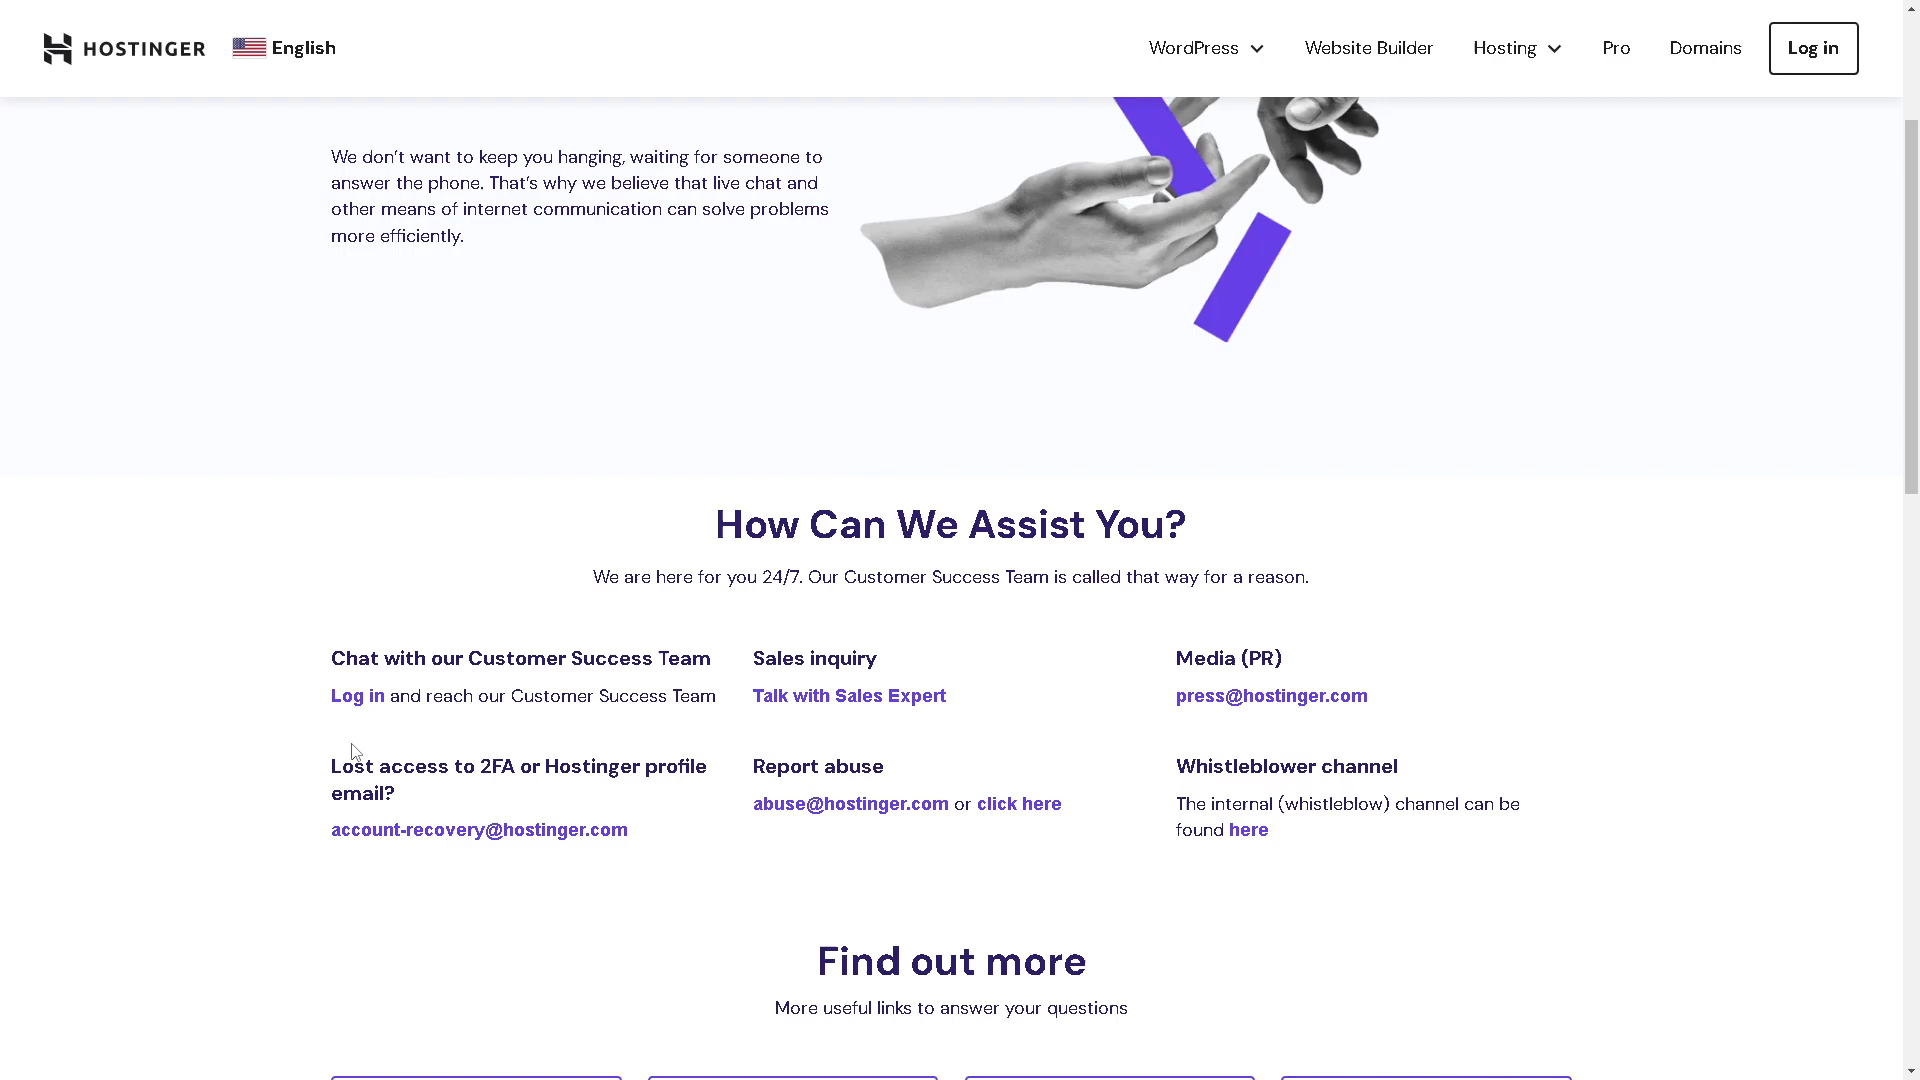 HOSTINGER English WordPress Website Builder Hosting Pro Domains Log in
We don't want to keep you hanging, waiting for someone to
answer the phone. That's why we believe that live chat and
other means of internet communication can solve problems
more efficiently.
How Can We Assist You?
We are here for you 24/7. Our Customer Success Team is called that way for a reason.
Chat with our Customer Success Team
Log in and reach our Customer Success Team
Sales inquiry
Talk with Sales Expert
Media (PR)
press@hostinger.com
Lost access to 2FA or Hostinger profile
email?
account-recovery@hostinger.com
Report abuse
abuse@hostinger.com or click here
Whistleblower channel
The internal (whistleblow) channel can be
found here
Find out more
More useful links to answer your questions